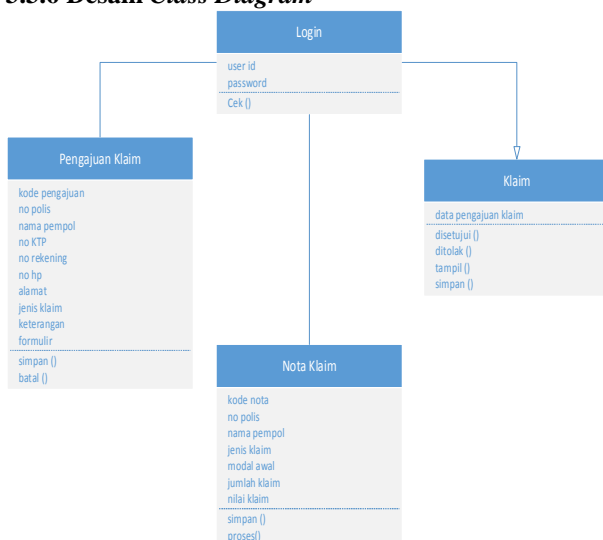 3.3.6 Desain Class Diagram
Login
user id
password
Cek ()
Pengajuan Klaim
kode pengajuan
no polis
nama pempol
no KTP
no rekening
no hp
alamat
jenis klaim
keterangan
formulir
simpan ()
batal ()
Klaim
data pengajuan klaim
disetujui ()
ditolak ()
tampil ()
simpan ()
Nota Klaim
kode nota
no polis
nama pempol
jenis klaim
modal awal
jumlah klaim
nilai klaim
simpan ()
proses()